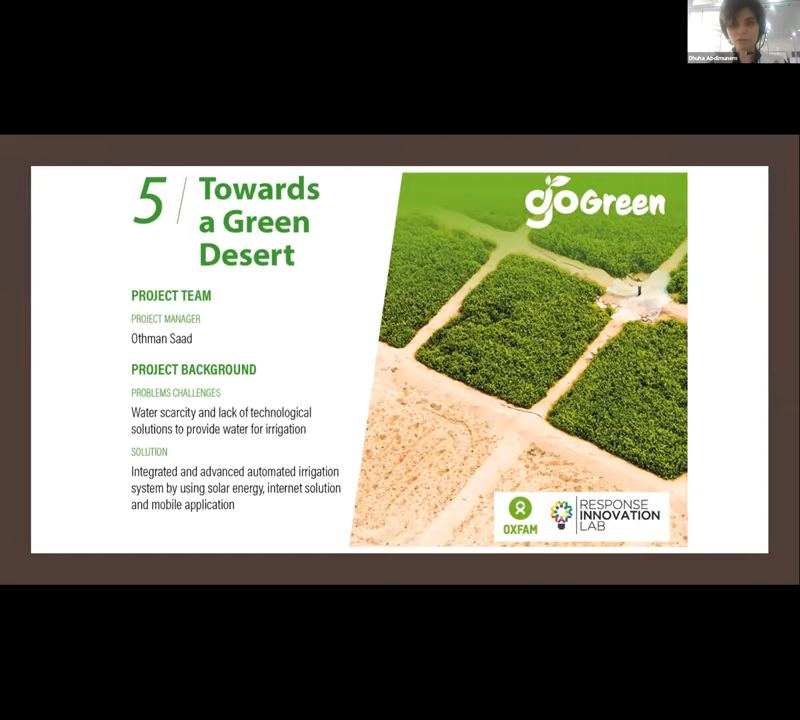 Dhuha Abdlmunem
5
Towards
a Green
Desert
goGreen
PROJECT TEAM
PROJECT MANAGER
Othman Saad
PROJECT BACKGROUND
PROBLEMS CHALLENGES
Water scarcity and lack of technological
solutions to provide water for irrigation
SOLUTION
Integrated and advanced automated irrigation
system by using solar energy, internet solution
and mobile application
OXFAM
RESPONSE
INNOVATION
LAB